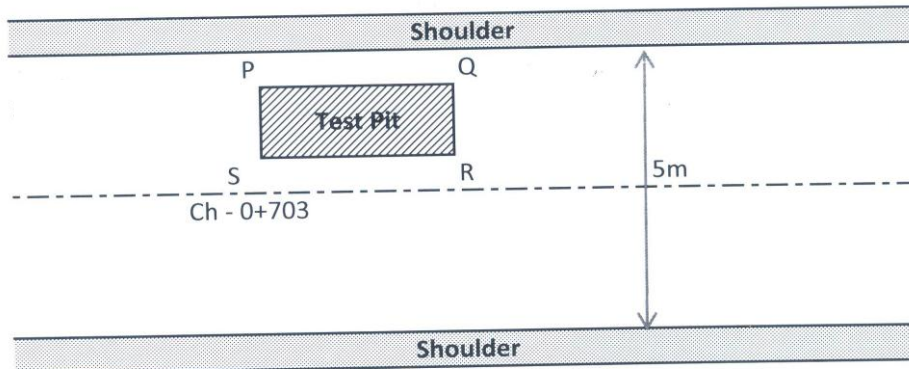 Shoulder
P Q
Test Pit
S R
5m
Ch - 0+703
Shoulder